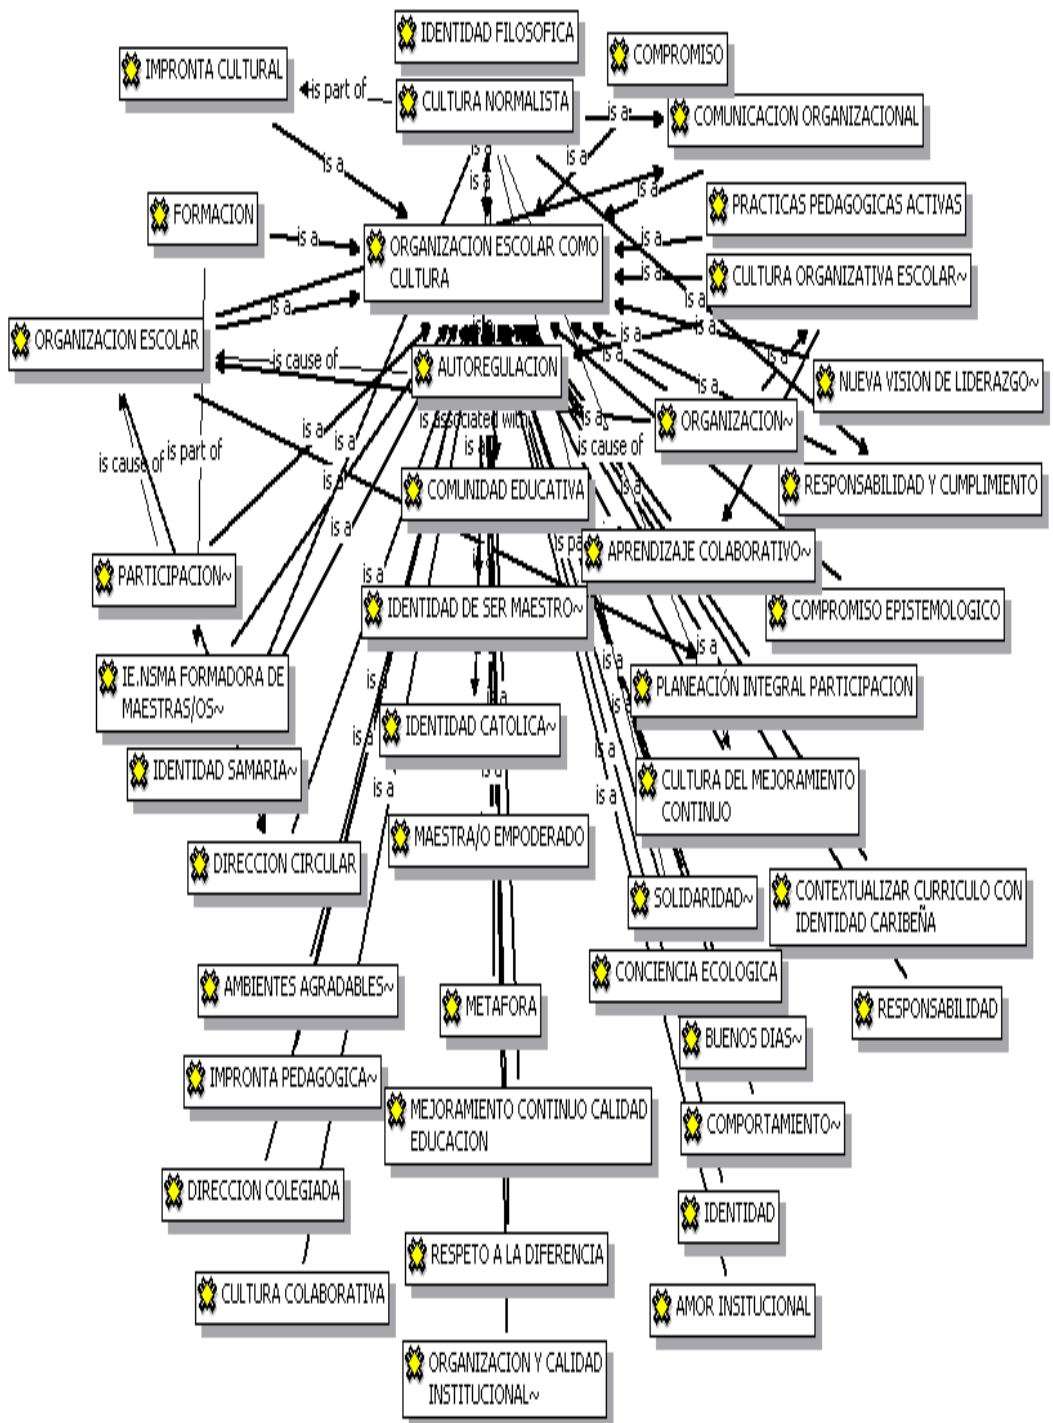 IDENTIDAD FILOSOFICA
IMPRONTA CULTURAL
COMPROMISO
is part of
CULTURA NORMALISTA
is a
COMUNICACION ORGANIZACIONAL
is a
is a
is a
is a
is a
PRACTICAS PEDAGOGICAS ACTIVAS
FORMACION
is a
ORGANIZACION ESCOLAR COMO
CULTURA
is a
is a
CULTURA ORGANIZATIVA ESCOLAR~
is a
is a
is a
is a
ORGANIZACION ESCOLAR
is cause of
AUTOREGULACION
is a
is a
NUEVA VISION DE LIDERAZGO~
is a
is associated with
is a
ORGANIZACION~
is a
is a
is a
is cause of
is cause of
is part of
is a
COMUNIDAD EDUCATIVA
is a
RESPONSABILIDAD Y CUMPLIMIENTO
is a
APRENDIZAJE COLABORATIVO~
PARTICIPACION~
is a
IDENTIDAD DE SER MAESTRO~
COMPROMISO EPISTEMOLOGICO
is a
IE.NSMA FORMADORA DE
MAESTRAS/OS~
is a
is a
is a
is a
PLANEACIÓN INTEGRAL PARTICIPACION
IDENTIDAD CATOLICA~
is a
is a
IDENTIDAD SAMARIA~
is a
is a
is a
CULTURA DEL MEJORAMIENTO
CONTINUO
DIRECCION CIRCULAR
MAESTRA/O EMPODERADO
SOLIDARIDAD~
CONTEXTUALIZAR CURRICULO CON
IDENTIDAD CARIBEÑA
AMBIENTES AGRADABLES~
CONCIENCIA ECOLOGICA
METAFORA
RESPONSABILIDAD
BUENOS DIAS~
IMPRONTA PEDAGOGICA~
MEJORAMIENTO CONTINUO CALIDAD
EDUCACION
COMPORTAMIENTO~
DIRECCION COLEGIADA
IDENTIDAD
RESPETO A LA DIFERENCIA
CULTURA COLABORATIVA
AMOR INSITUCIONAL
ORGANIZACION Y CALIDAD
INSTITUCIONAL~